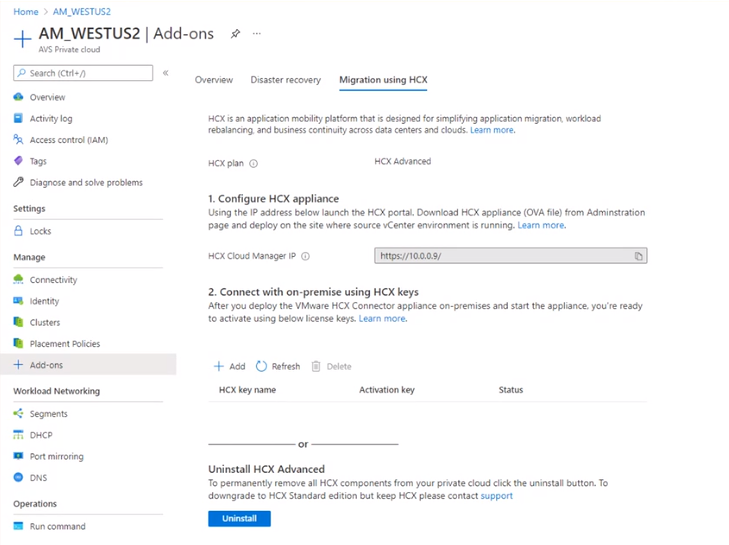 Home > AM_WESTUS2
AM_WESTUS2 | Add-ons
AVS Private cloud
Search (Ctrl+/)
«
Overview
Activity log
Access control (IAM)
Tags
Diagnose and solve problems
Settings
Locks
Manage
Connectivity
Identity
Clusters
Placement Policies
Add-ons
Workload Networking
Segments
DHCP
Port mirroring
DNS
Operations
Run command
Overview Disaster recovery Migration using HCX
HCX is an application mobility platform that is designed for simplifying application migration, workload
rebalancing, and business continuity across data centers and clouds. Learn more.
HCX plan HCX Advanced
1. Configure HCX appliance
Using the IP address below launch the HCX portal. Download HCX appliance (OVA file) from Adminstration
page and deploy on the site where source vCenter environment is running. Learn more.
HCX Cloud Manager IP https://10.0.0.9/
2. Connect with on-premise using HCX keys
After you deploy the VMware HCX Connector appliance on-premises and start the appliance, you're ready
to activate using below license keys. Learn more.
Add Refresh Delete
HCX key name Activation key Status
or
Uninstall HCX Advanced
To permanently remove all HCX components from your private cloud click the uninstall button. To
downgrade to HCX Standard edition but keep HCX please contact support
Uninstall